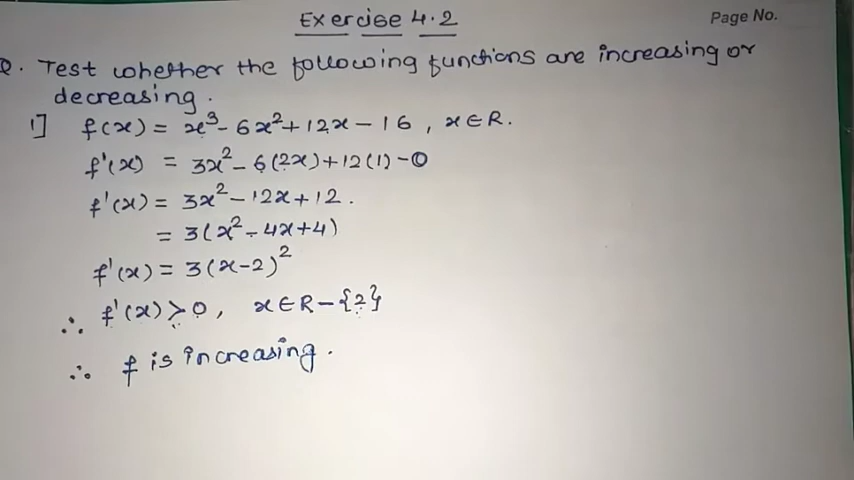 Exercise 4.2
Page No.
Q. Test whether the following functions are increasing or
decreasing.
1] f(x) = x³ - 6x² + 12x - 16 , x ∈ R.
f'(x) = 3x² - 6(2x) + 12(1) - 0
f'(x) = 3x² - 12x + 12.
= 3(x² - 4x + 4)
f'(x) = 3(x-2)²
∴ f'(x) > 0, x ∈ R - {2}
∴ f is increasing.